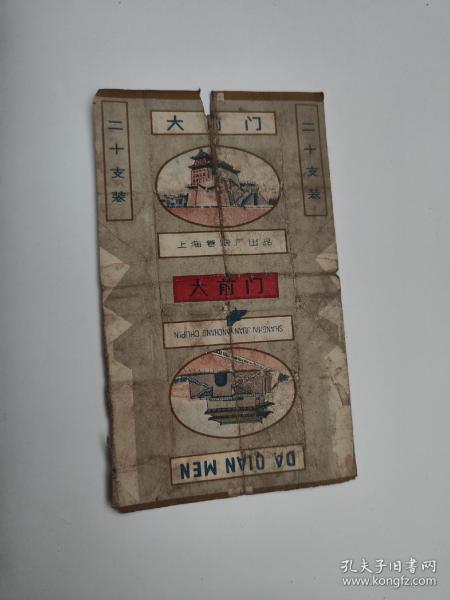 大前门
二十支装
二十支装
上海卷烟厂出品
大前门
SHANGHAI JUANYANCHANG CHUPIN
DA QIAN MEN
孔夫子旧书网
www.kongfz.com